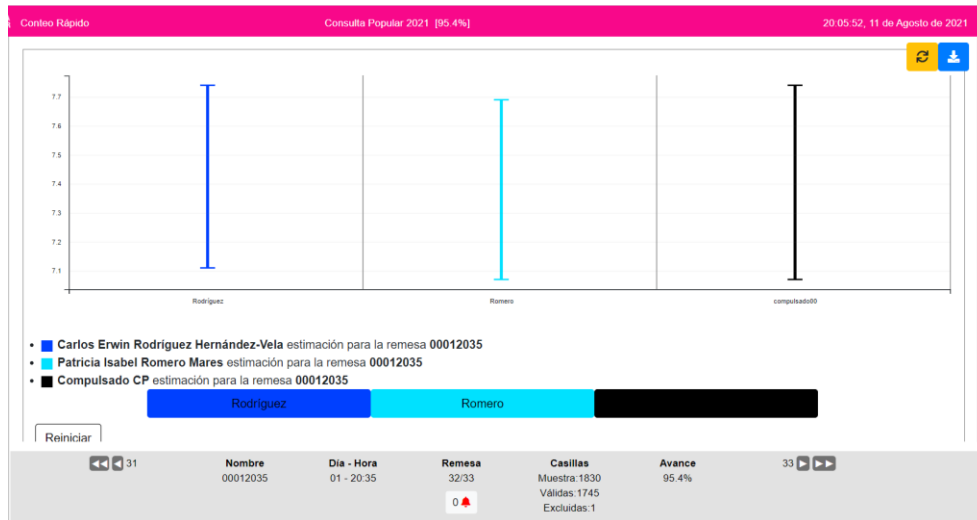 Conteo Rápido Consulta Popular 2021 [95.4%] 20:05:52, 11 de Agosto de 2021
7.7
7.6
7.5
7.4
7.3
7.2
7.1
Rodríguez Romero compulsado00
Carlos Erwin Rodríguez Hernández-Vela estimación para la remesa 00012035
Patricia Isabel Romero Mares estimación para la remesa 00012035
Compulsado CP estimación para la remesa 00012035
Rodríguez Romero
Reiniciar
31 Nombre Día - Hora Remesa Casillas Avance 33
00012035 01 - 20:35 32/33 Muestra:1830 95.4%
Válidas:1745
0 Excluidas:1